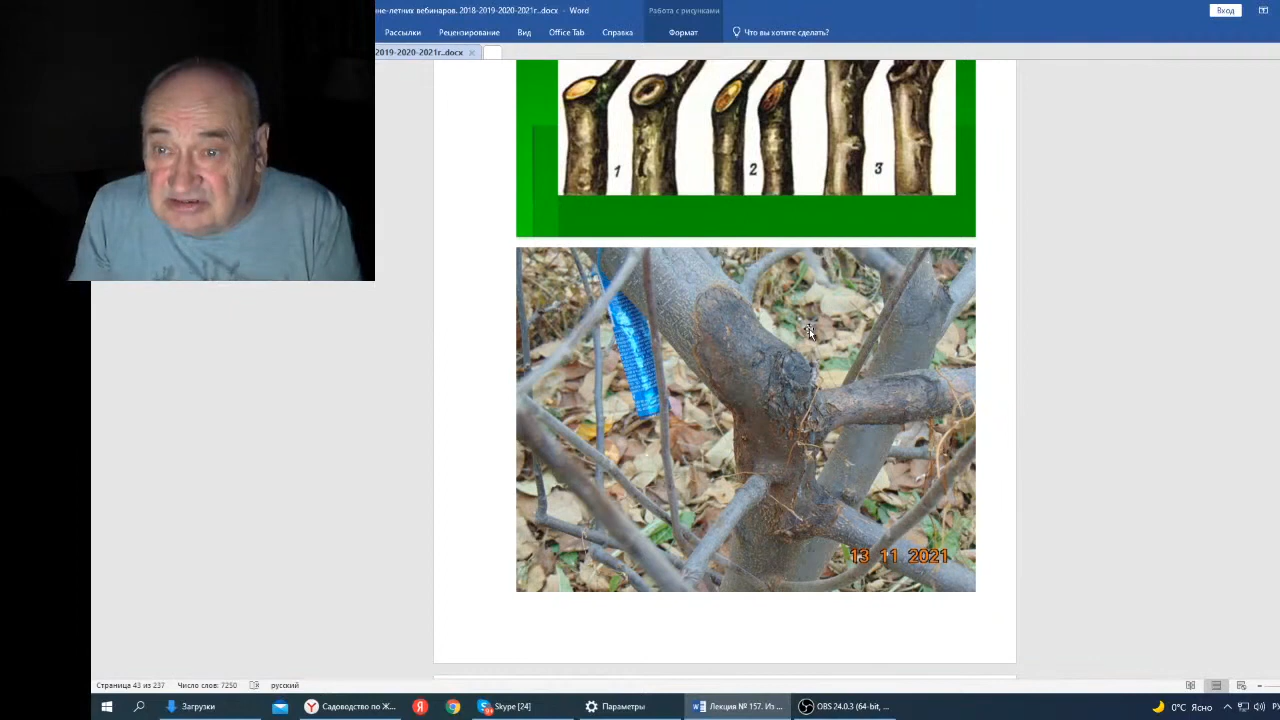 не-летних вебинаров. 2018-2019-2020-2021г..docx - Word
Работа с рисунками
Вход
Рассылки
Рецензирование
Вид
Office Tab
Справка
Формат
Что вы хотите сделать?
2019-2020-2021г..docx
1
2
3
13 11 2021
Страница 43 из 237
Число слов: 7250
русский
Загрузки
Садоводство по Ж...
Я
Skype [24]
Параметры
Лекция № 157. Из ...
OBS 24.0.3 (64-bit, ...
0°C Ясно